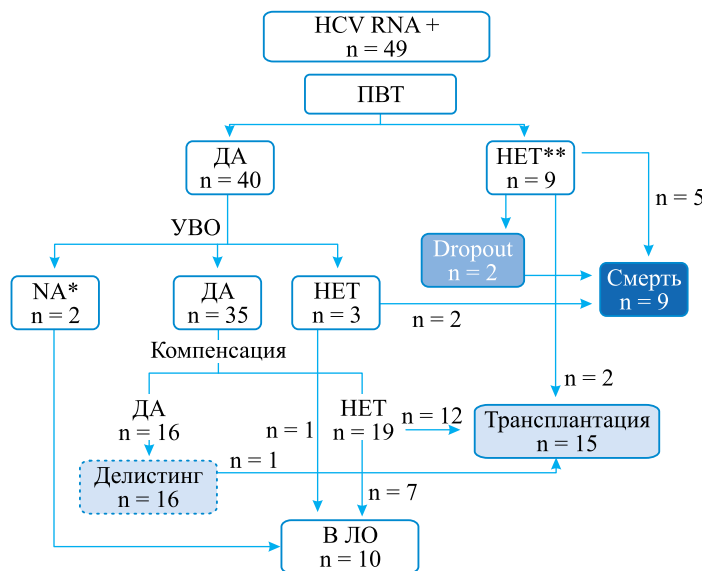 HCV RNA +
n = 49
ПВТ
ДА
n = 40
НЕТ**
n = 9
n = 5
УВО
Dropout
n = 2
Смерть
n = 9
NA*
n = 2
ДА
n = 35
НЕТ
n = 3
n = 2
Компенсация
n = 2
ДА
n = 16
НЕТ
n = 19
n = 12
n = 1
Трансплантация
n = 15
Делистинг
n = 16
n = 1
n = 7
В ЛО
n = 10